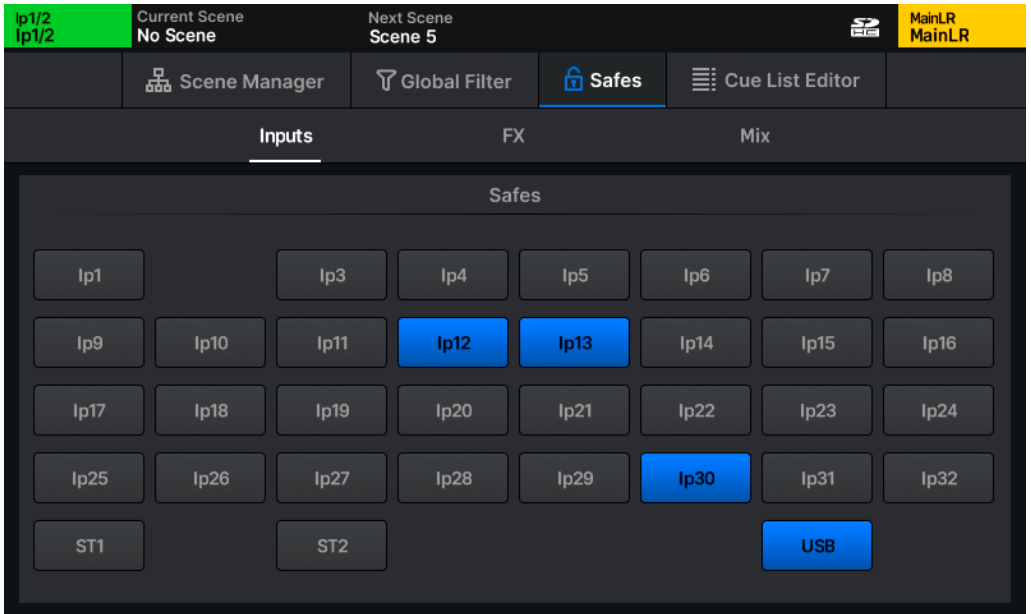 Ip1/2
Ip1/2
Current Scene
No Scene
Next Scene
Scene 5
MainLR
MainLR
Scene Manager
Global Filter
Safes
Cue List Editor
Inputs
FX
Mix
Safes
Ip1 Ip3 Ip4 Ip5 Ip6 Ip7 Ip8
Ip9 Ip10 Ip11 Ip12 Ip13 Ip14 Ip15 Ip16
Ip17 Ip18 Ip19 Ip20 Ip21 Ip22 Ip23 Ip24
Ip25 Ip26 Ip27 Ip28 Ip29 Ip30 Ip31 Ip32
ST1 ST2 USB